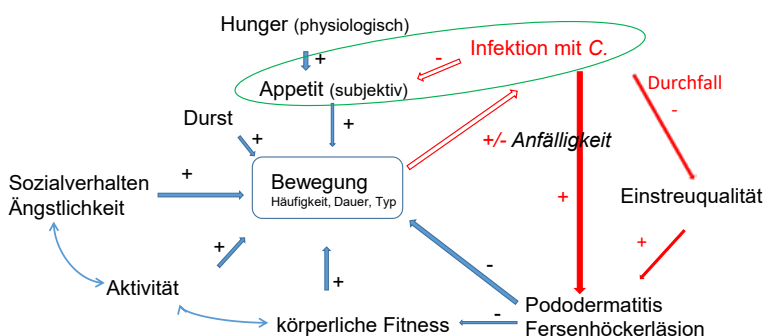 Hunger (physiologisch)
+
-
Infektion mit C.
Appetit (subjektiv)
Durchfall
-
Durst
+
+
+/- Anfälligkeit
Sozialverhalten
Ängstlichkeit
+
Bewegung
Häufigkeit, Dauer, Typ
+
Einstreuqualität
+
+
-
Aktivität
+
körperliche Fitness
-
Pododermatitis
Fersenhöckerläsion